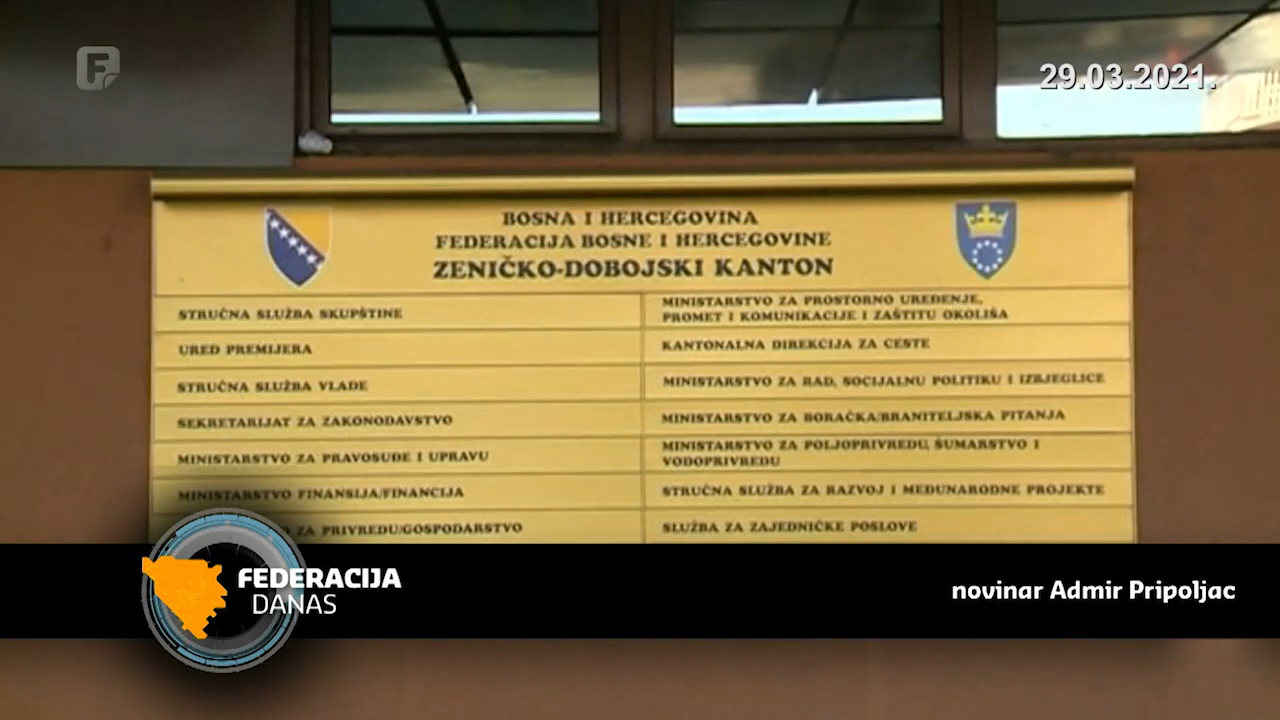 F
29.03.2021.
BOSNA I HERCEGOVINA
FEDERACIJA BOSNE I HERCEGOVINE
ZENIČKO-DOBOJSKI KANTON
STRUČNA SLUŽBA SKUPŠTINE
URED PREMIJERA
STRUČNA SLUŽBA VLADE
SEKRETARIJAT ZA ZAKONODAVSTVO
MINISTARSTVO ZA PRAVOSUĐE I UPRAVU
MINISTARSTVO FINANSIJA/FINANCIJA
ZA PRIVREDU/GOSPODARSTVO
MINISTARSTVO ZA PROSTORNO UREĐENJE,
PROMET I KOMUNIKACIJE I ZAŠTITU OKOLIŠA
KANTONALNA DIREKCIJA ZA CESTE
MINISTARSTVO ZA RAD, SOCIJALNU POLITIKU I IZBJEGLICE
MINISTARSTVO ZA BORAČKA/BRANITELJSKA PITANJA
MINISTARSTVO ZA POLJOPRIVREDU, ŠUMARSTVO I
VODOPRIVREDU
STRUČNA SLUŽBA ZA RAZVOJ I MEĐUNARODNE PROJEKTE
SLUŽBA ZA ZAJEDNIČKE POSLOVE
FEDERACIJA
DANAS
novinar Admir Pripoljac